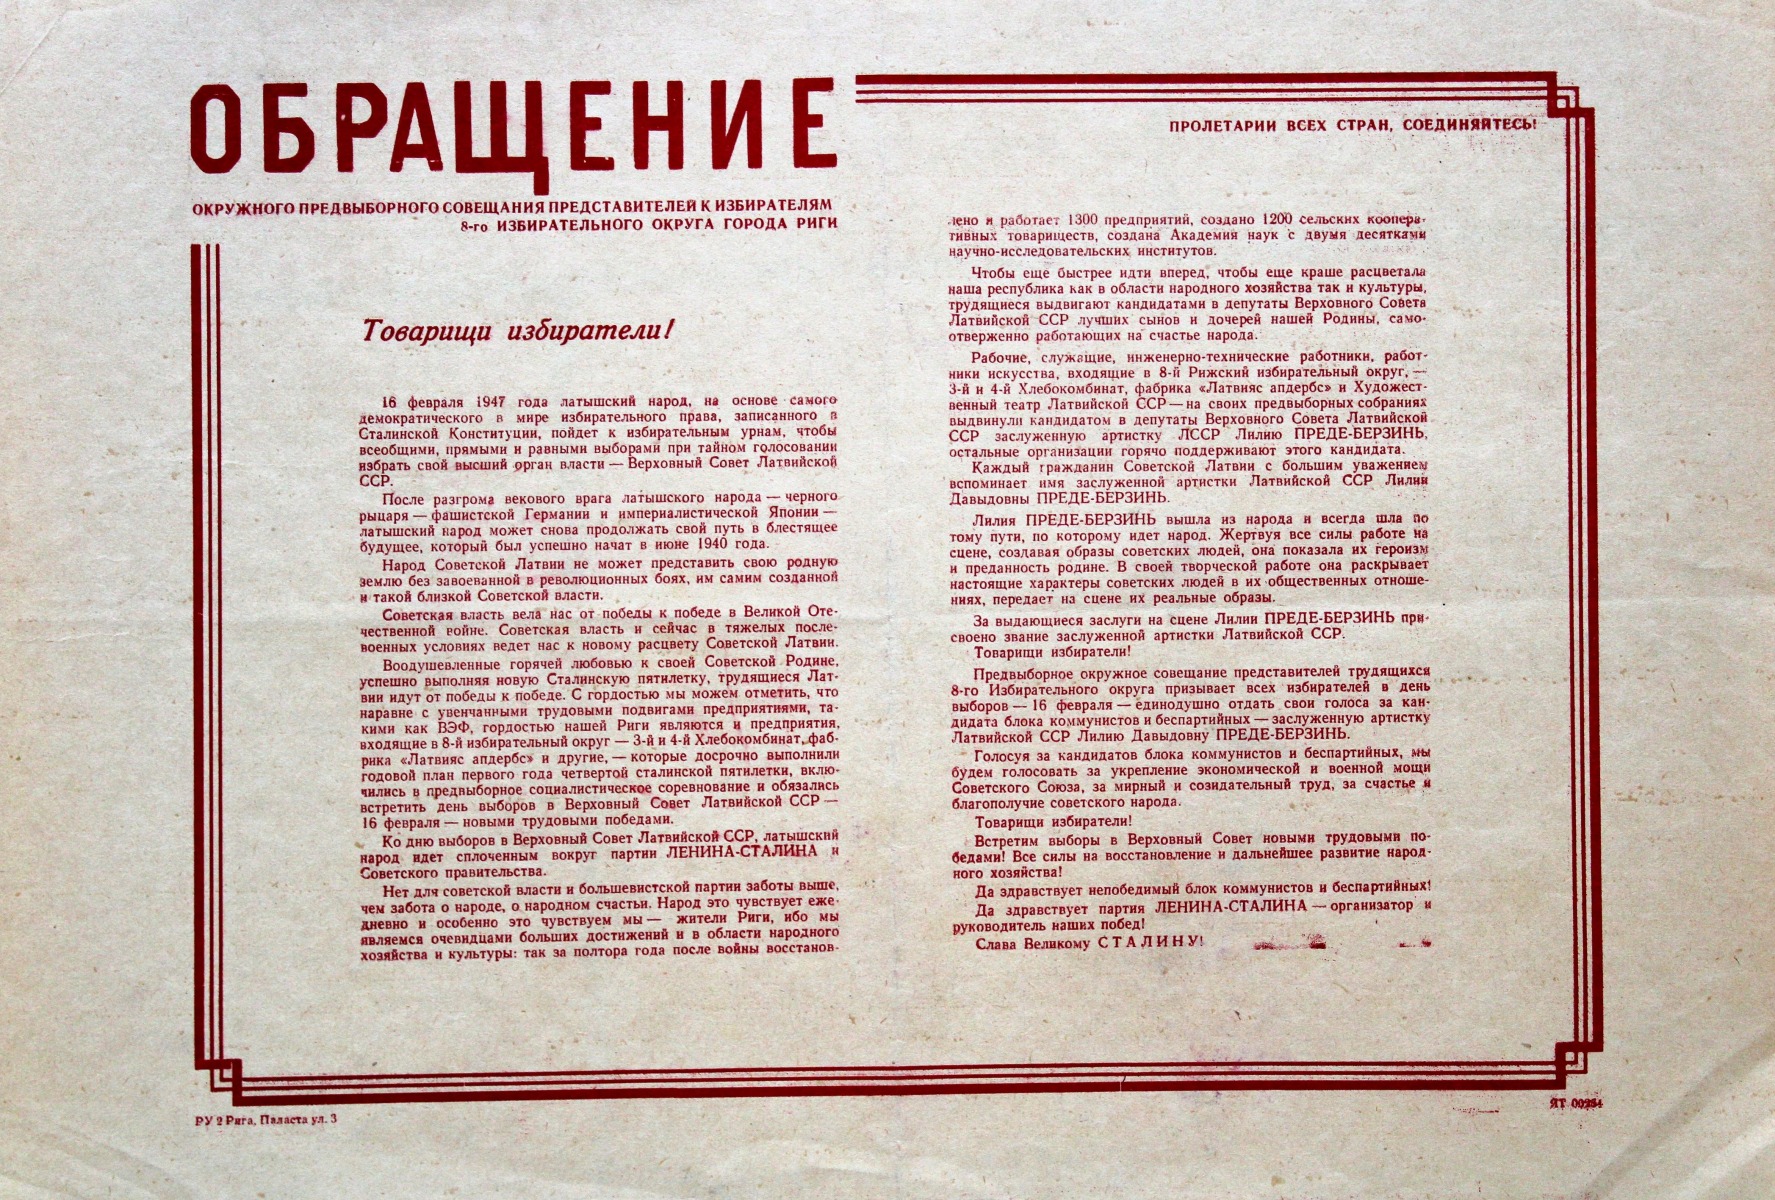 ОБРАЩЕНИЕ
ОКРУЖНОГО ПРЕДВЫБОРНОГО СОВЕЩАНИЯ ПРЕДСТАВИТЕЛЕЙ К ИЗБИРАТЕЛЯМ
8-го ИЗБИРАТЕЛЬНОГО ОКРУГА ГОРОДА РИГИ
ПРОЛЕТАРИИ ВСЕХ СТРАН, СОЕДИНЯЙТЕСЬ!
Товарищи избиратели!
16 февраля 1947 года латышский народ, на основе самого
демократического в мире избирательного права, записанного в
Сталинской Конституции, пойдет к избирательным урнам, чтобы
всеобщими, прямыми и равными выборами при тайном голосовании
избрать свой высший орган власти — Верховный Совет Латвийской
ССР.
После разгрома векового врага латышского народа — черного
рыцаря — фашистской Германии и империалистической Японии —
латышский народ может снова продолжать свой путь в блестящее
будущее, который был успешно начат в июне 1940 года.
Народ Советской Латвии не может представить свою родную
землю без завоеванной в революционных боях, им самим созданной
и такой близкой Советской власти.
Советская власть вела нас от победы к победе в Великой Оте-
чественной войне. Советская власть и сейчас в тяжелых после-
военных условиях ведет нас к новому расцвету Советской Латвии.
Воодушевленные горячей любовью к своей Советской Родине,
успешно выполняя новую Сталинскую пятилетку, трудящиеся Лат-
вии идут от победы к победе. С гордостью мы можем отметить, что
наравне с увенчанными трудовыми подвигами предприятиями, та-
кими как ВЭФ, гордостью нашей Риги являются и предприятия,
входящие в 8-й избирательный округ — 3-й и 4-й Хлебокомбинат, фаб-
рика «Латвияс апдербс» и другие, — которые досрочно выполнили
годовой план первого года четвертой сталинской пятилетки, вклю-
чились в предвыборное социалистическое соревнование и обязались
встретить день выборов в Верховный Совет Латвийской ССР —
16 февраля — новыми трудовыми победами.
Ко дню выборов в Верховный Совет Латвийской ССР, латышский
народ идет сплоченным вокруг партии ЛЕНИНА-СТАЛИНА и
Советского правительства.
Нет для советской власти и большевистской партии заботы выше,
чем забота о народе, о народном счастьи. Народ это чувствует еже-
дневно и особенно это чувствуем мы — жители Риги, ибо мы
являемся очевидцами больших достижений и в области народного
хозяйства и культуры: так за полтора года после войны восстанов-
лено и работает 1300 предприятий, создано 1200 сельских коопера-
тивных товариществ, создана Академия наук с двумя десятками
научно-исследовательских институтов.
Чтобы еще быстрее идти вперед, чтобы еще краше расцветала
наша республика как в области народного хозяйства так и культуры,
трудящиеся выдвигают кандидатами в депутаты Верховного Совета
Латвийской ССР лучших сынов и дочерей нашей Родины, само-
отверженно работающих на счастье народа.
Рабочие, служащие, инженерно-технические работники, работ-
ники искусства, входящие в 8-й Рижский избирательный округ, —
3-й и 4-й Хлебокомбинат, фабрика «Латвияс апдербс» и Художест-
венный театр Латвийской ССР — на своих предвыборных собраниях
выдвинули кандидатом в депутаты Верховного Совета Латвийской
ССР заслуженную артистку ЛССР Лилию ПРЕДЕ-БЕРЗИНЬ,
остальные организации горячо поддерживают этого кандидата.
Каждый гражданин Советской Латвии с большим уважением
вспоминает имя заслуженной артистки Латвийской ССР Лилии
Давыдовны ПРЕДЕ-БЕРЗИНЬ.
Лилия ПРЕДЕ-БЕРЗИНЬ вышла из народа и всегда шла по
тому пути, по которому идет народ. Жертвуя все силы работе на
сцене, создавая образы советских людей, она показала их героизм
и преданность родине. В своей творческой работе она раскрывает
настоящие характеры советских людей в их общественных отноше-
ниях, передает на сцене их реальные образы.
За выдающиеся заслуги на сцене Лилии ПРЕДЕ-БЕРЗИНЬ при-
своено звание заслуженной артистки Латвийской ССР.
Товарищи избиратели!
Предвыборное окружное совещание представителей трудящихся
8-го Избирательного округа призывает всех избирателей в день
выборов — 16 февраля — единодушно отдать свои голоса за кан-
дидата блока коммунистов и беспартийных — заслуженную артистку
Латвийской ССР Лилию Давыдовну ПРЕДЕ-БЕРЗИНЬ.
Голосуя за кандидатов блока коммунистов и беспартийных, мы
будем голосовать за укрепление экономической и военной мощи
Советского Союза, за мирный и созидательный труд, за счастье и
благополучие советского народа.
Товарищи избиратели!
Встретим выборы в Верховный Совет новыми трудовыми по-
бедами! Все силы на восстановление и дальнейшее развитие народ-
ного хозяйства!
Да здравствует непобедимый блок коммунистов и беспартийных!
Да здравствует партия ЛЕНИНА-СТАЛИНА — организатор и
руководитель наших побед!
Слава Великому СТАЛИНУ!
РУ 2 Рига, Паласта ул. 3
ЯТ